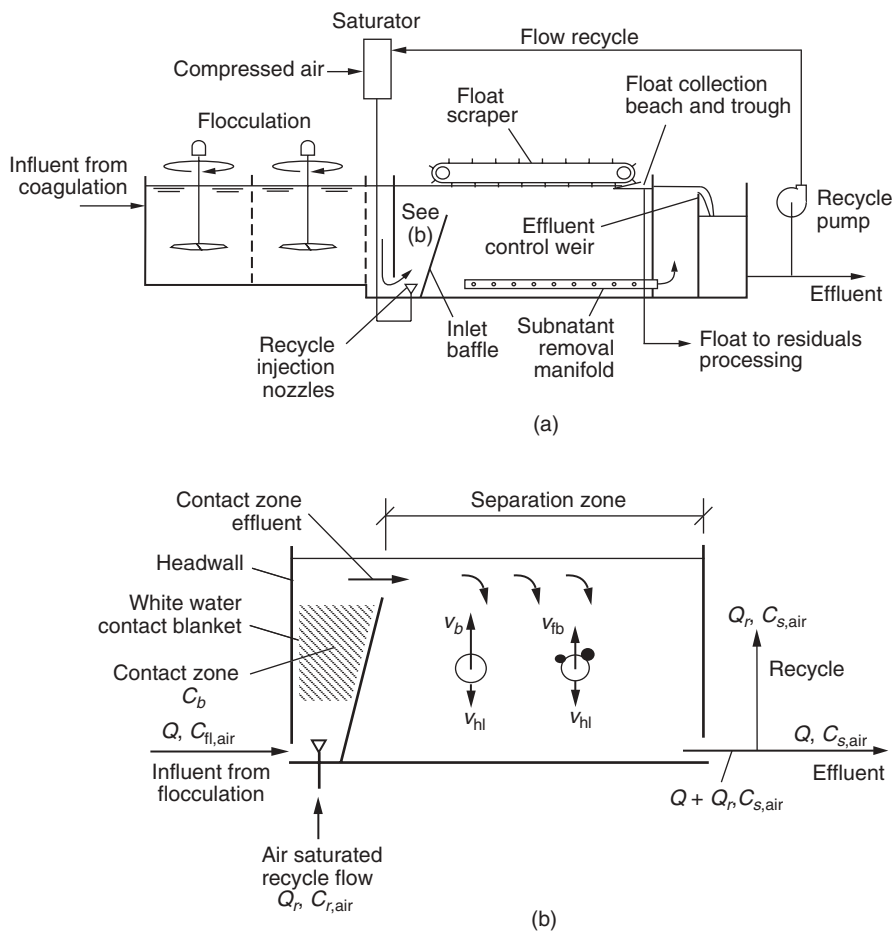 Saturator
Flow recycle
Compressed air
Float
scraper
Float collection
beach and trough
Flocculation
Influent from
coagulation
See
(b)
Effluent
control weir
Recycle
pump
Effluent
Recycle
injection
nozzles
Inlet
baffle
Subnatant
removal
manifold
Float to residuals
processing
(a)
Contact zone
effluent
Separation zone
Headwall
White water
contact blanket
Contact zone
C_b
v_b
v_fb
v_hl
v_hl
Q_r, C_s,air
Recycle
Q, C_fl,air
Influent from
flocculation
Q, C_s,air
Effluent
Q + Q_r, C_s,air
Air saturated
recycle flow
Q_r, C_r,air
(b)